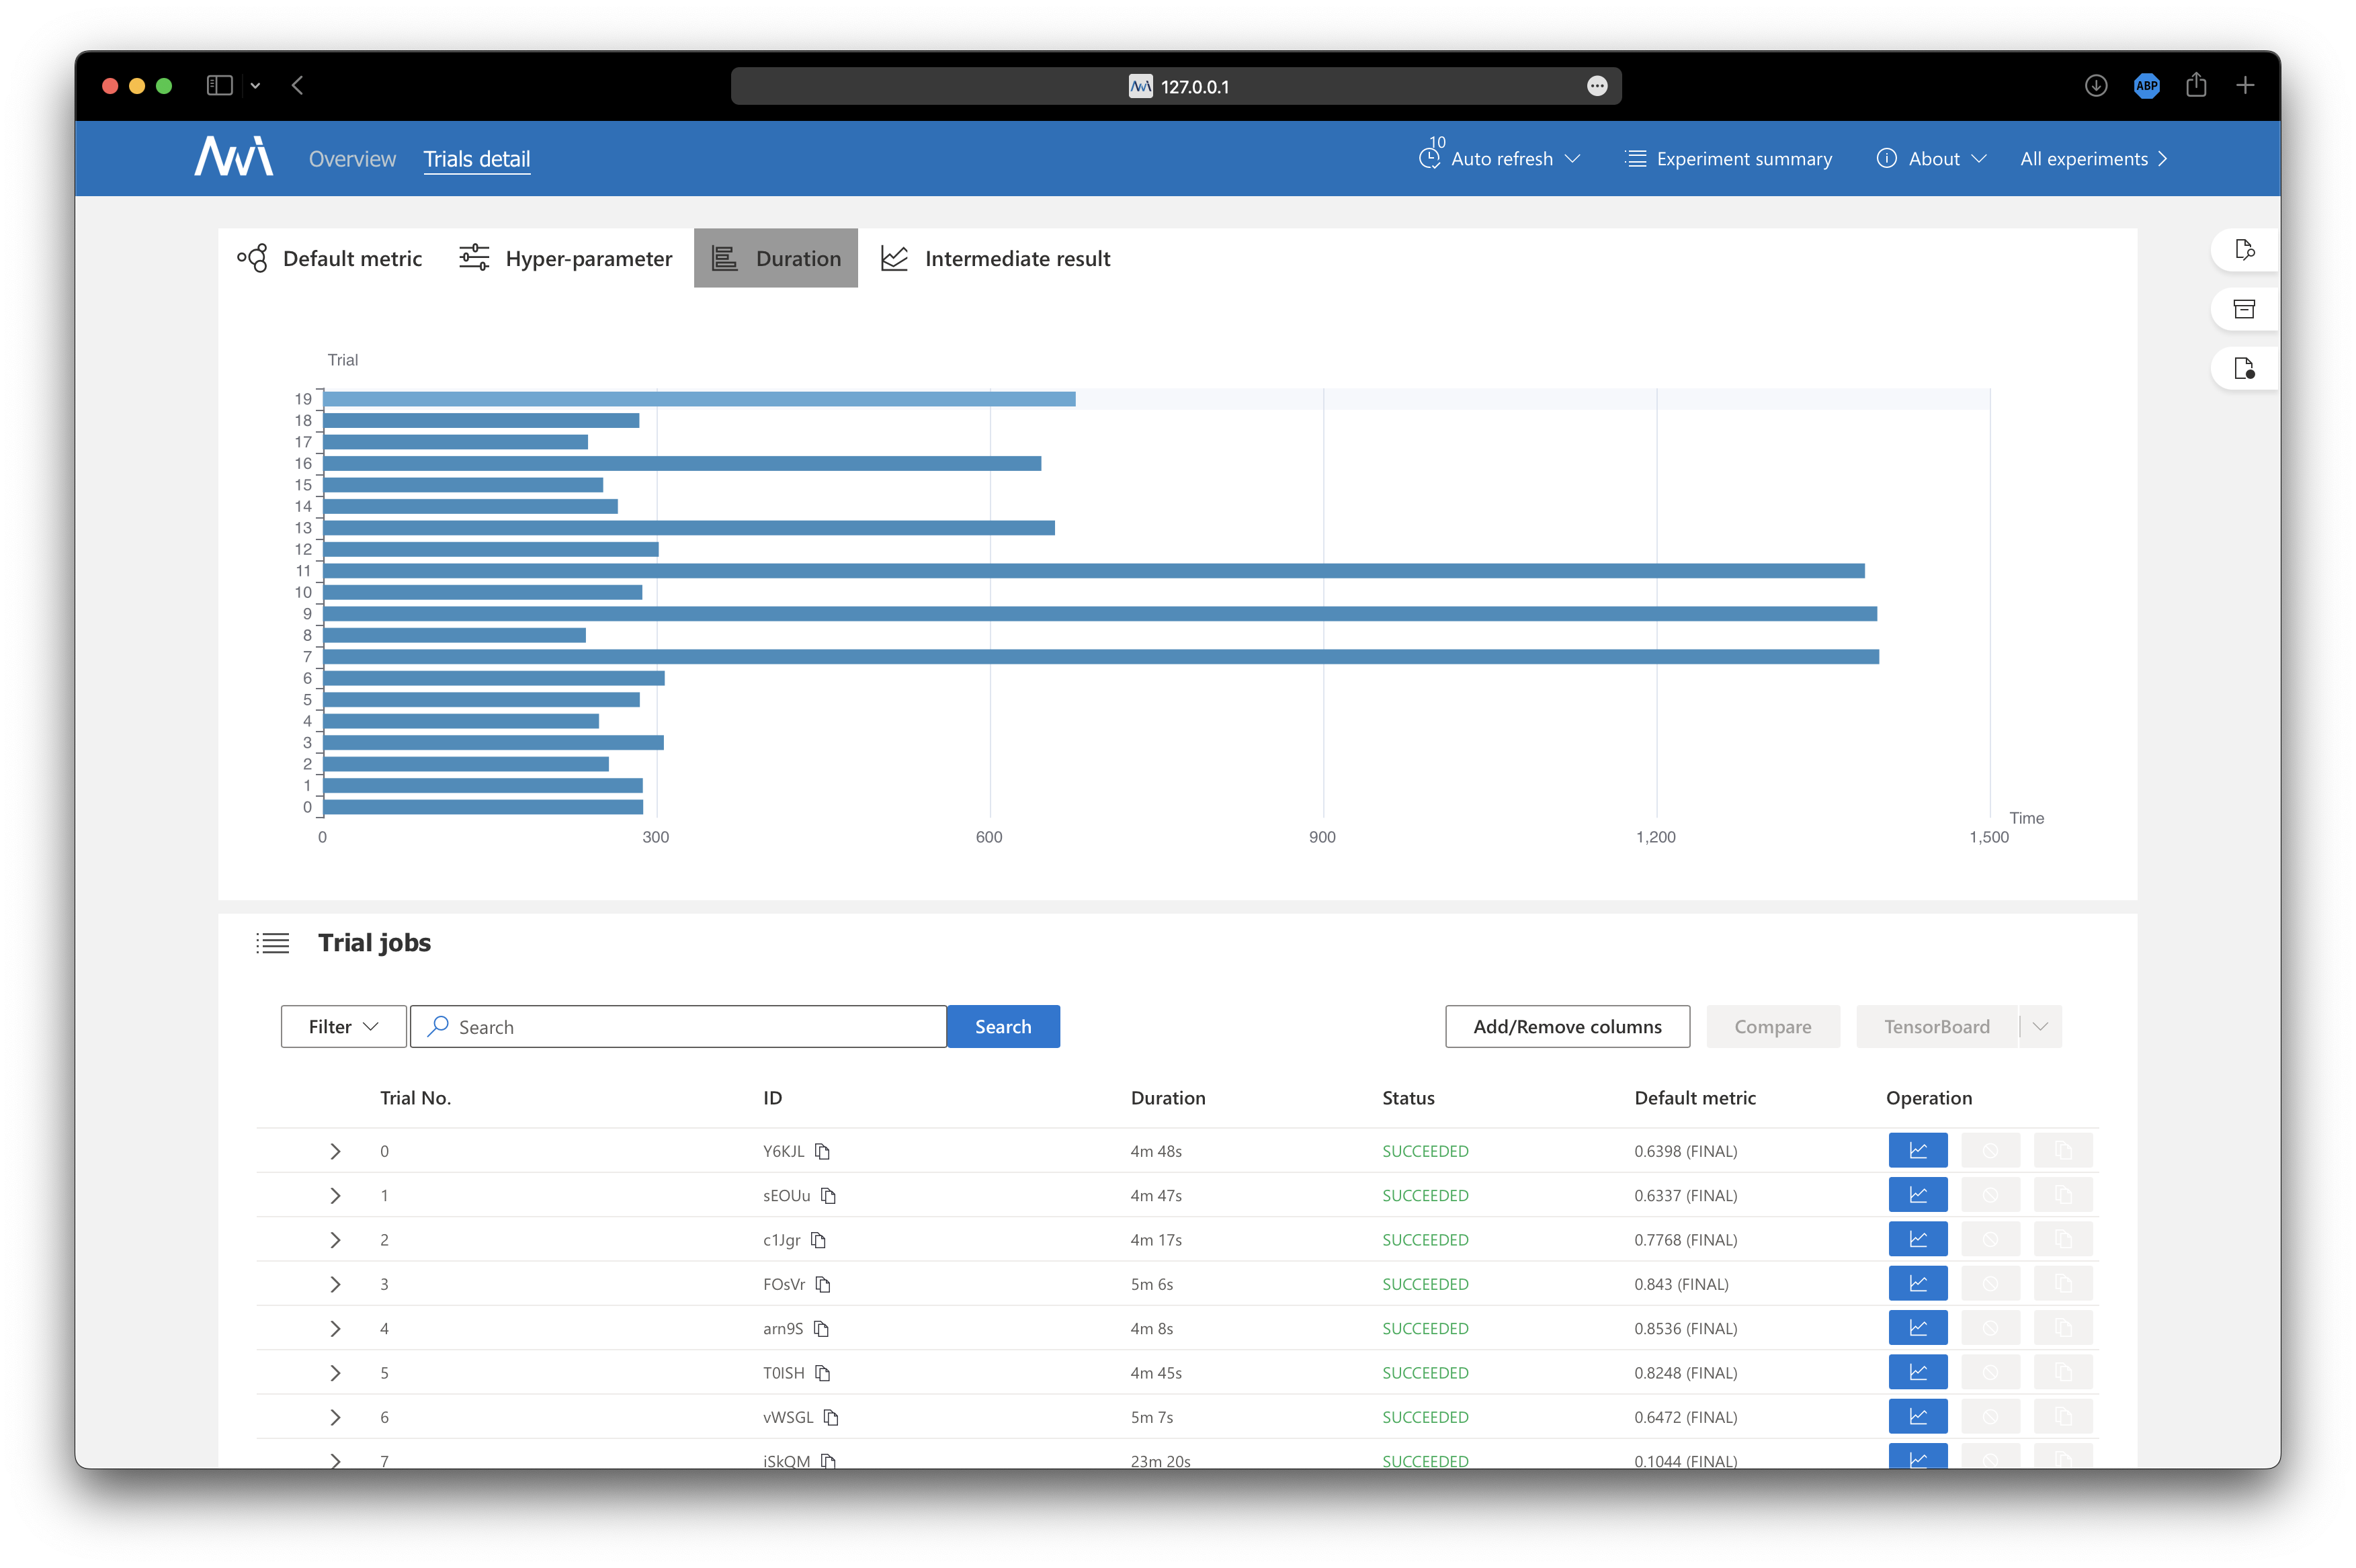 127.0.0.1
ABP
Overview Trials detail 10 Auto refresh Experiment summary About All experiments
Default metric Hyper-parameter Duration Intermediate result
Trial
19
18
17
16
15
14
13
12
11
10
9
8
7
6
5
4
3
2
1
0
Time
0 300 600 900 1,200 1,500
Trial jobs
Filter Search Search Add/Remove columns Compare TensorBoard
Trial No. ID Duration Status Default metric Operation
0 Y6KJL 4m 48s SUCCEEDED 0.6398 (FINAL)
1 sEOUu 4m 47s SUCCEEDED 0.6337 (FINAL)
2 c1Jgr 4m 17s SUCCEEDED 0.7768 (FINAL)
3 FOsVr 5m 6s SUCCEEDED 0.843 (FINAL)
4 arn9S 4m 8s SUCCEEDED 0.8536 (FINAL)
5 T0ISH 4m 45s SUCCEEDED 0.8248 (FINAL)
6 vWSGL 5m 7s SUCCEEDED 0.6472 (FINAL)
7 iSkQM 23m 20s SUCCEEDED 0.1044 (FINAL)